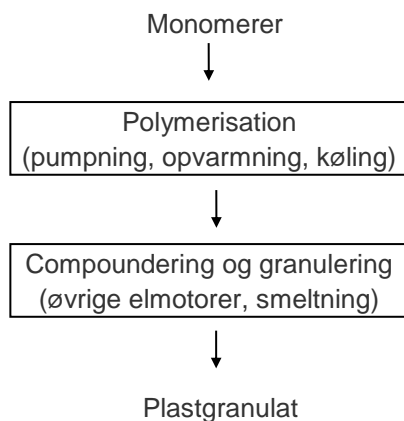 Monomerer
Polymerisation
(pumpning, opvarmning, køling)
Compoundering og granulering
(øvrige elmotorer, smeltning)
Plastgranulat